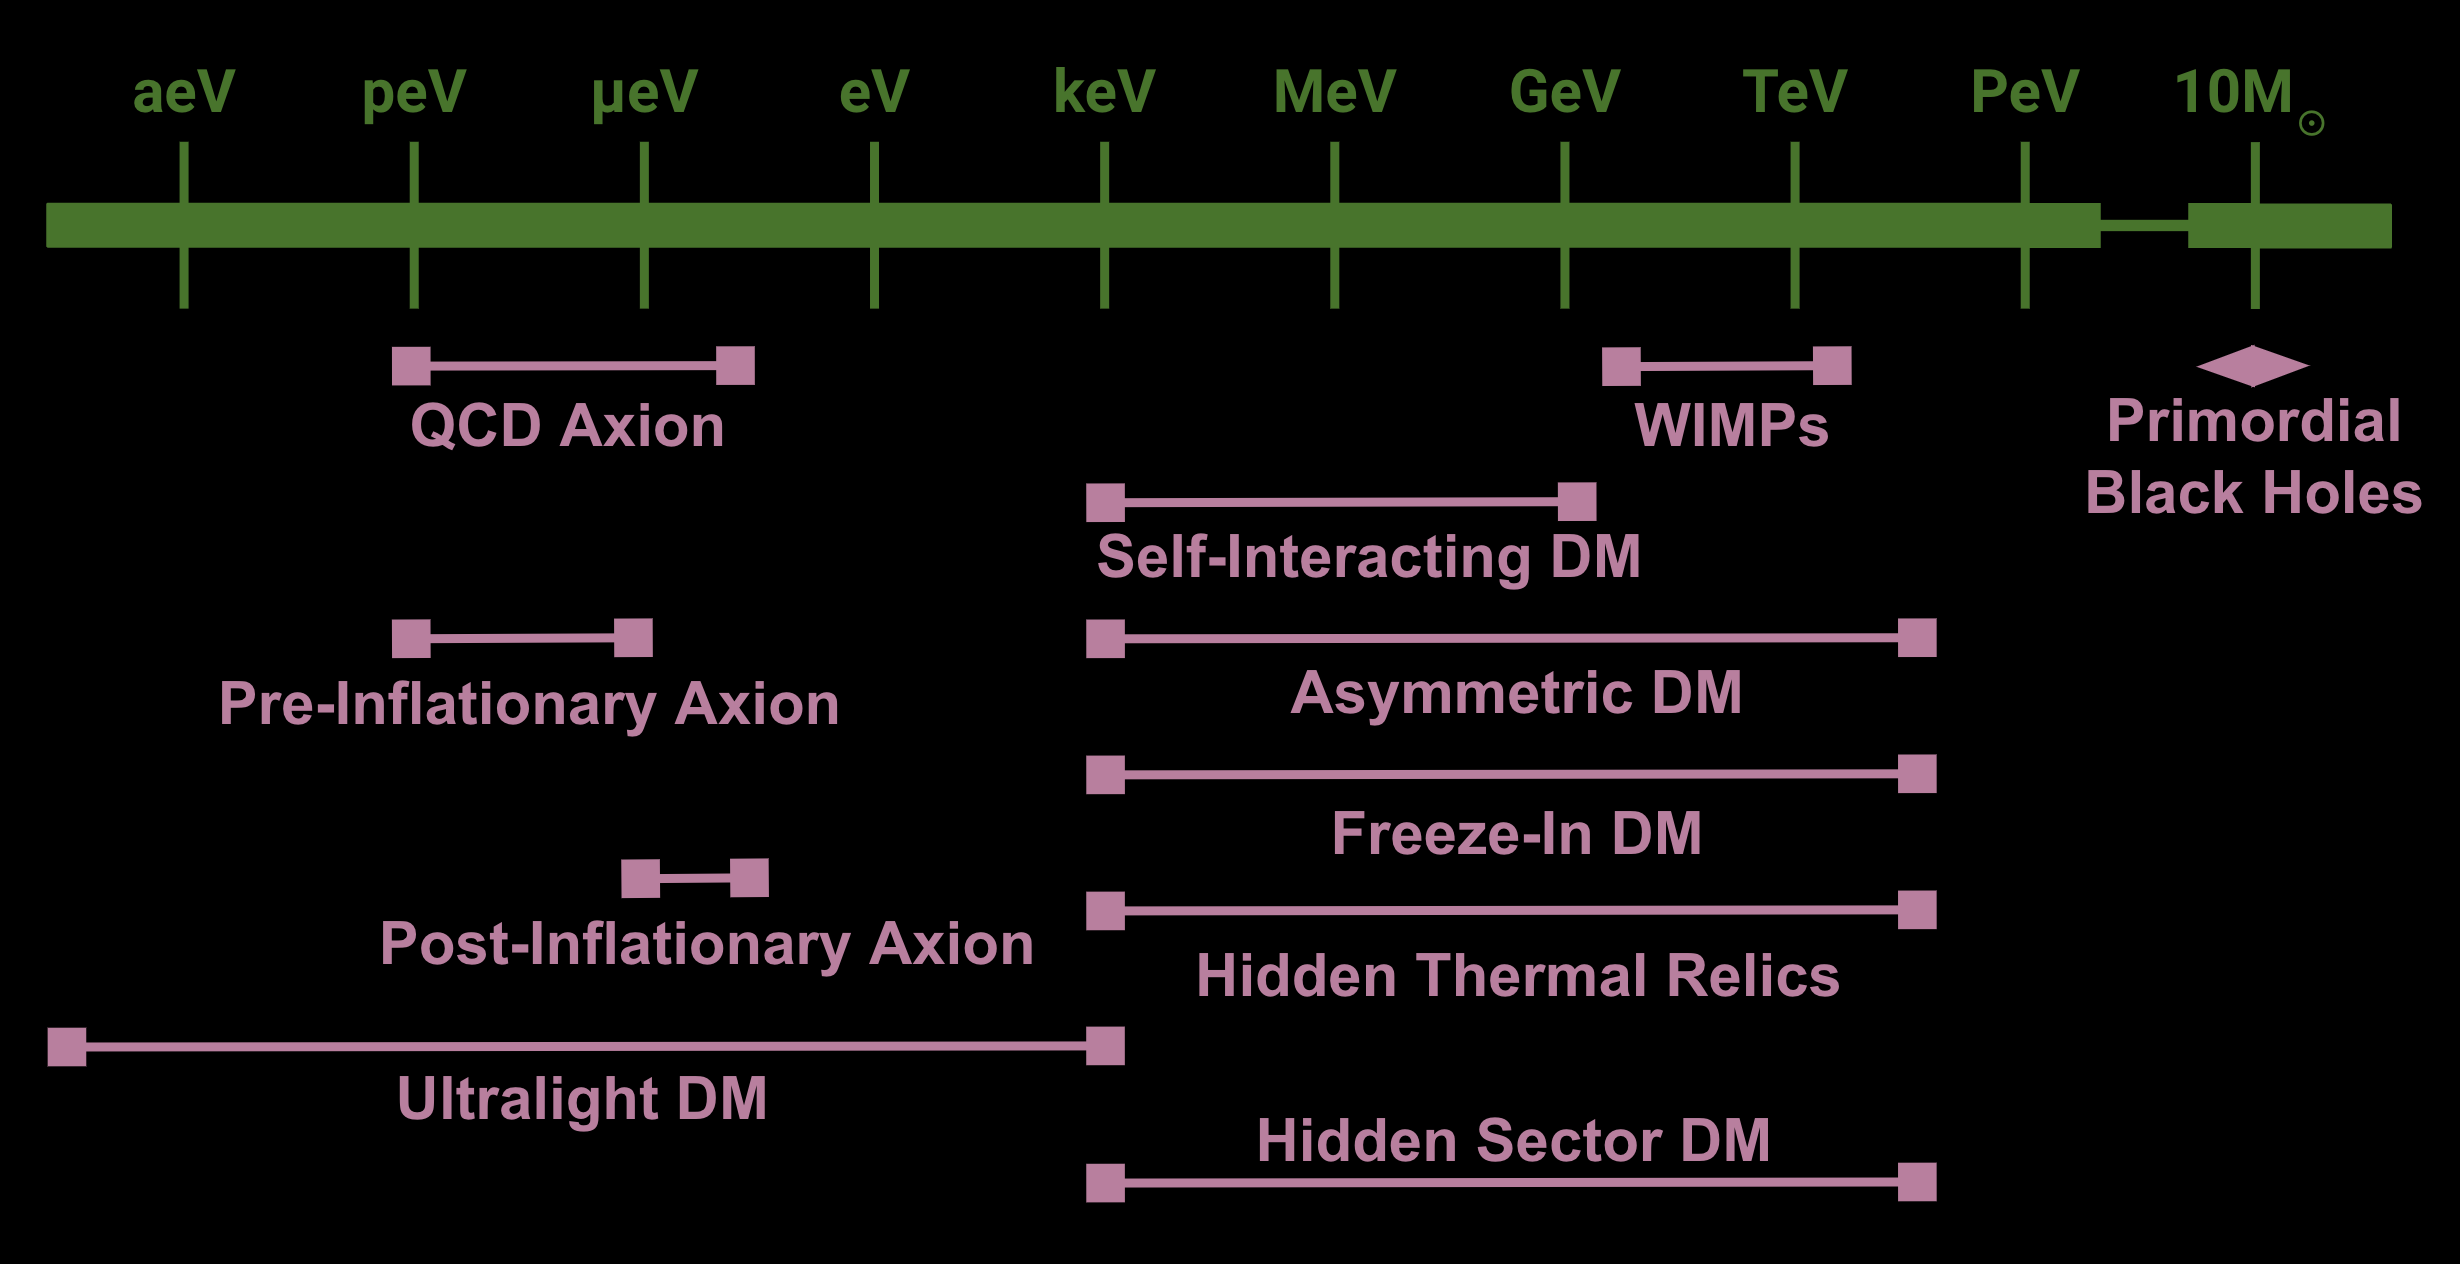 aeV peV µeV eV keV MeV GeV TeV PeV 10M☉
QCD Axion
WIMPs
Primordial
Black Holes
Self-Interacting DM
Pre-Inflationary Axion
Asymmetric DM
Freeze-In DM
Post-Inflationary Axion
Hidden Thermal Relics
Ultralight DM
Hidden Sector DM